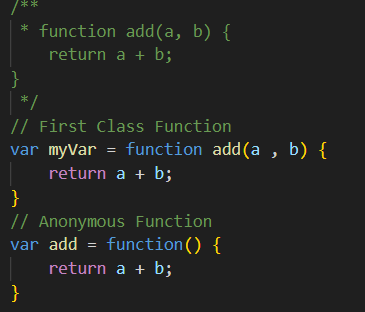 /**
 * function add(a, b) {
    return a + b;
}
 */
// First Class Function
var myVar = function add(a , b) {
    return a + b;
}
// Anonymous Function
var add = function() {
    return a + b;
}